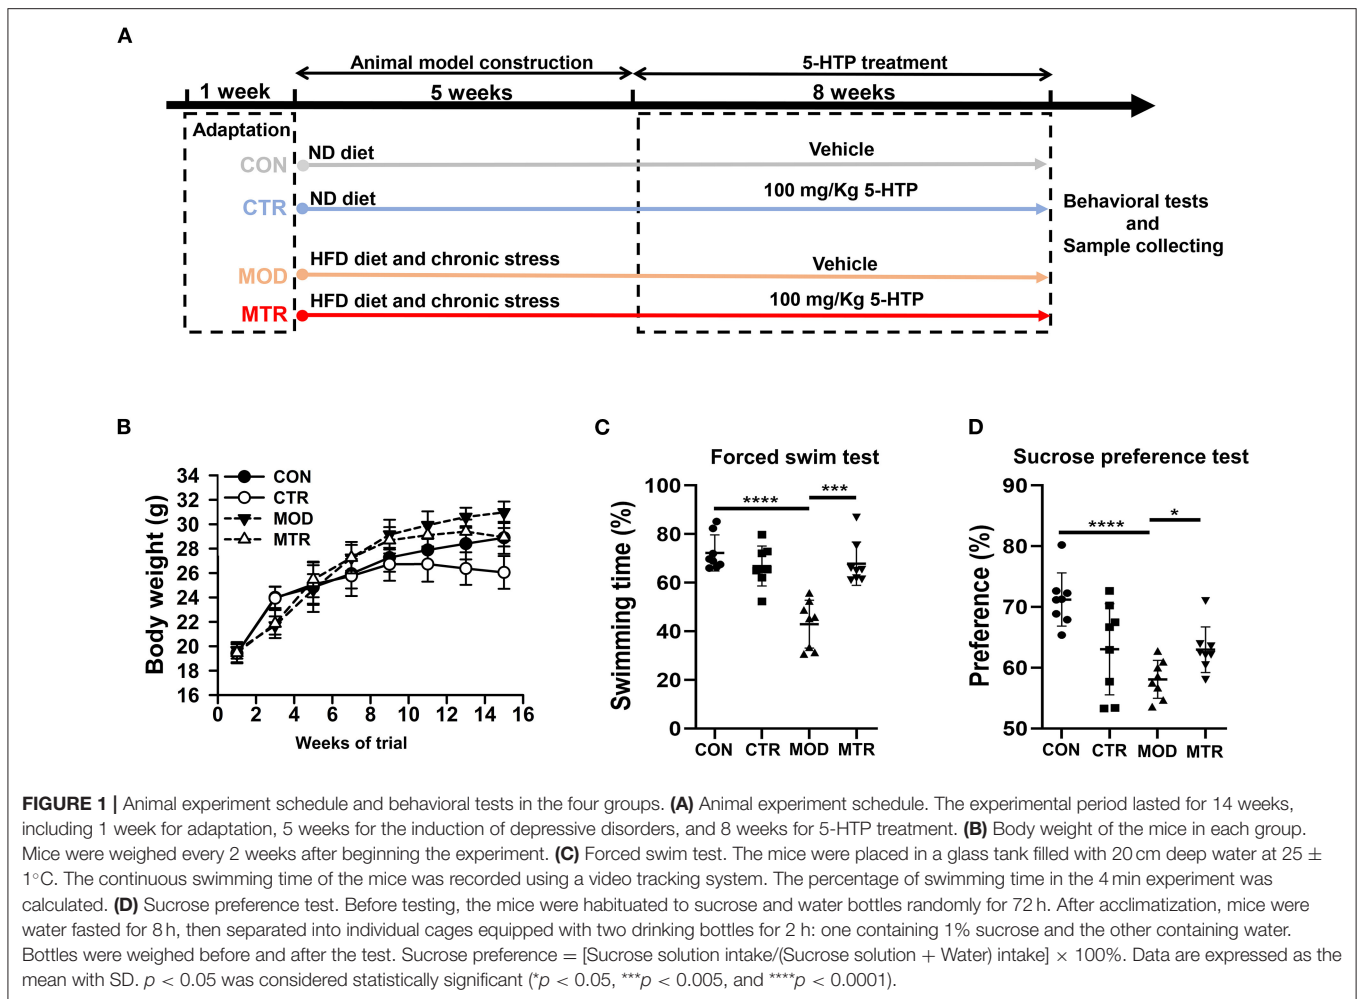 A
Animal model construction
5-HTP treatment
1 week
5 weeks
8 weeks
Adaptation
CON
ND diet
Vehicle
CTR
ND diet
100 mg/Kg 5-HTP
MOD
HFD diet and chronic stress
Vehicle
MTR
HFD diet and chronic stress
100 mg/Kg 5-HTP
Behavioral tests
and
Sample collecting
B
Body weight (g)
34
32
30
28
26
24
22
20
18
16
CON
CTR
MOD
MTR
0 2 4 6 8 10 12 14 16
Weeks of trial
C
Forced swim test
Swimming time (%)
100
80
60
40
20
0
****
***
CON CTR MOD MTR
D
Sucrose preference test
Preference (%)
90
80
70
60
50
****
*
CON CTR MOD MTR
FIGURE 1 | Animal experiment schedule and behavioral tests in the four groups. (A) Animal experiment schedule. The experimental period lasted for 14 weeks,
including 1 week for adaptation, 5 weeks for the induction of depressive disorders, and 8 weeks for 5-HTP treatment. (B) Body weight of the mice in each group.
Mice were weighed every 2 weeks after beginning the experiment. (C) Forced swim test. The mice were placed in a glass tank filled with 20 cm deep water at 25 ±
1°C. The continuous swimming time of the mice was recorded using a video tracking system. The percentage of swimming time in the 4 min experiment was
calculated. (D) Sucrose preference test. Before testing, the mice were habituated to sucrose and water bottles randomly for 72 h. After acclimatization, mice were
water fasted for 8 h, then separated into individual cages equipped with two drinking bottles for 2 h: one containing 1% sucrose and the other containing water.
Bottles were weighed before and after the test. Sucrose preference = [Sucrose solution intake/(Sucrose solution + Water) intake] × 100%. Data are expressed as the
mean with SD. p < 0.05 was considered statistically significant (*p < 0.05, ***p < 0.005, and ****p < 0.0001).